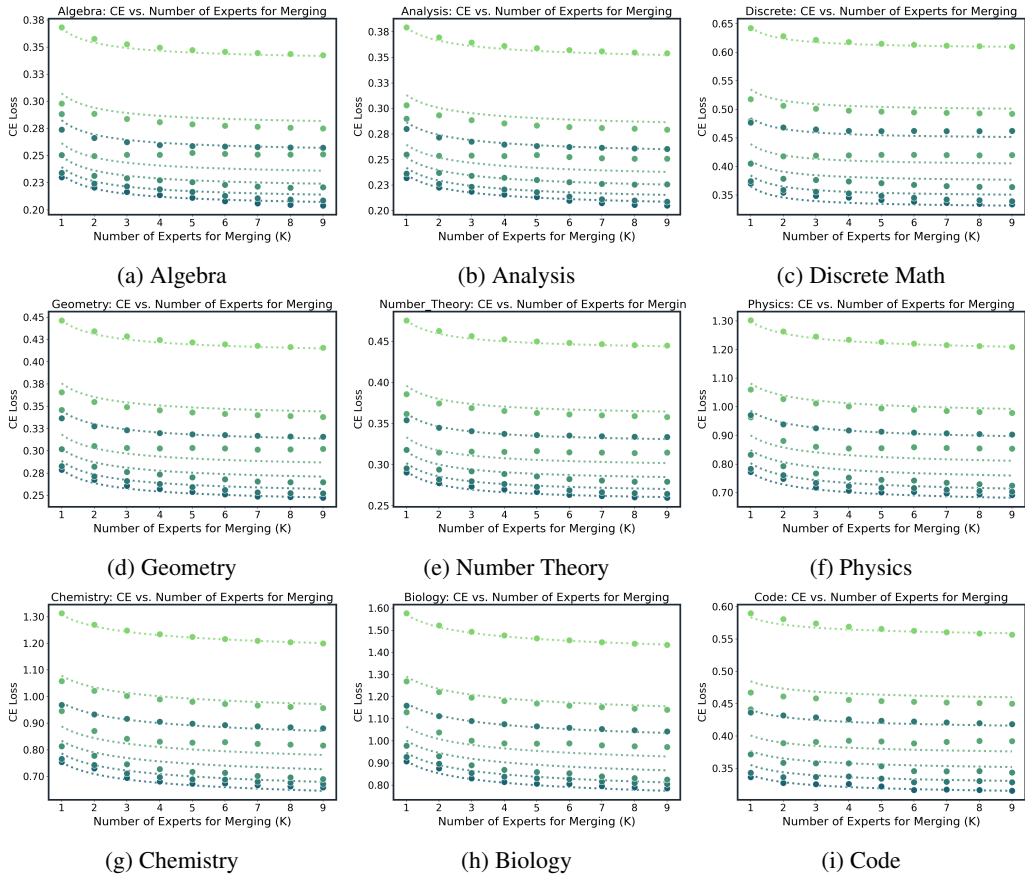 Algebra: CE vs. Number of Experts for Merging
Analysis: CE vs. Number of Experts for Merging
Discrete: CE vs. Number of Experts for Merging
CE Loss
0.38
0.35
0.33
0.30
0.28
0.25
0.23
0.20
1 2 3 4 5 6 7 8 9
Number of Experts for Merging (K)
CE Loss
0.38
0.35
0.33
0.30
0.28
0.25
0.23
0.20
1 2 3 4 5 6 7 8 9
Number of Experts for Merging (K)
CE Loss
0.65
0.60
0.55
0.50
0.45
0.40
0.35
1 2 3 4 5 6 7 8 9
Number of Experts for Merging (K)
(a) Algebra
(b) Analysis
(c) Discrete Math
Geometry: CE vs. Number of Experts for Merging
Number_Theory: CE vs. Number of Experts for Mergin
Physics: CE vs. Number of Experts for Merging
CE Loss
0.45
0.43
0.40
0.38
0.35
0.33
0.30
0.28
0.25
1 2 3 4 5 6 7 8 9
Number of Experts for Merging (K)
CE Loss
0.45
0.40
0.35
0.30
0.25
1 2 3 4 5 6 7 8 9
Number of Experts for Merging (K)
CE Loss
1.30
1.20
1.10
1.00
0.90
0.80
0.70
1 2 3 4 5 6 7 8 9
Number of Experts for Merging (K)
(d) Geometry
(e) Number Theory
(f) Physics
Chemistry: CE vs. Number of Experts for Merging
Biology: CE vs. Number of Experts for Merging
Code: CE vs. Number of Experts for Merging
CE Loss
1.30
1.20
1.10
1.00
0.90
0.80
0.70
1 2 3 4 5 6 7 8 9
Number of Experts for Merging (K)
CE Loss
1.60
1.50
1.40
1.30
1.20
1.10
1.00
0.90
0.80
1 2 3 4 5 6 7 8 9
Number of Experts for Merging (K)
CE Loss
0.60
0.55
0.50
0.45
0.40
0.35
1 2 3 4 5 6 7 8 9
Number of Experts for Merging (K)
(g) Chemistry
(h) Biology
(i) Code